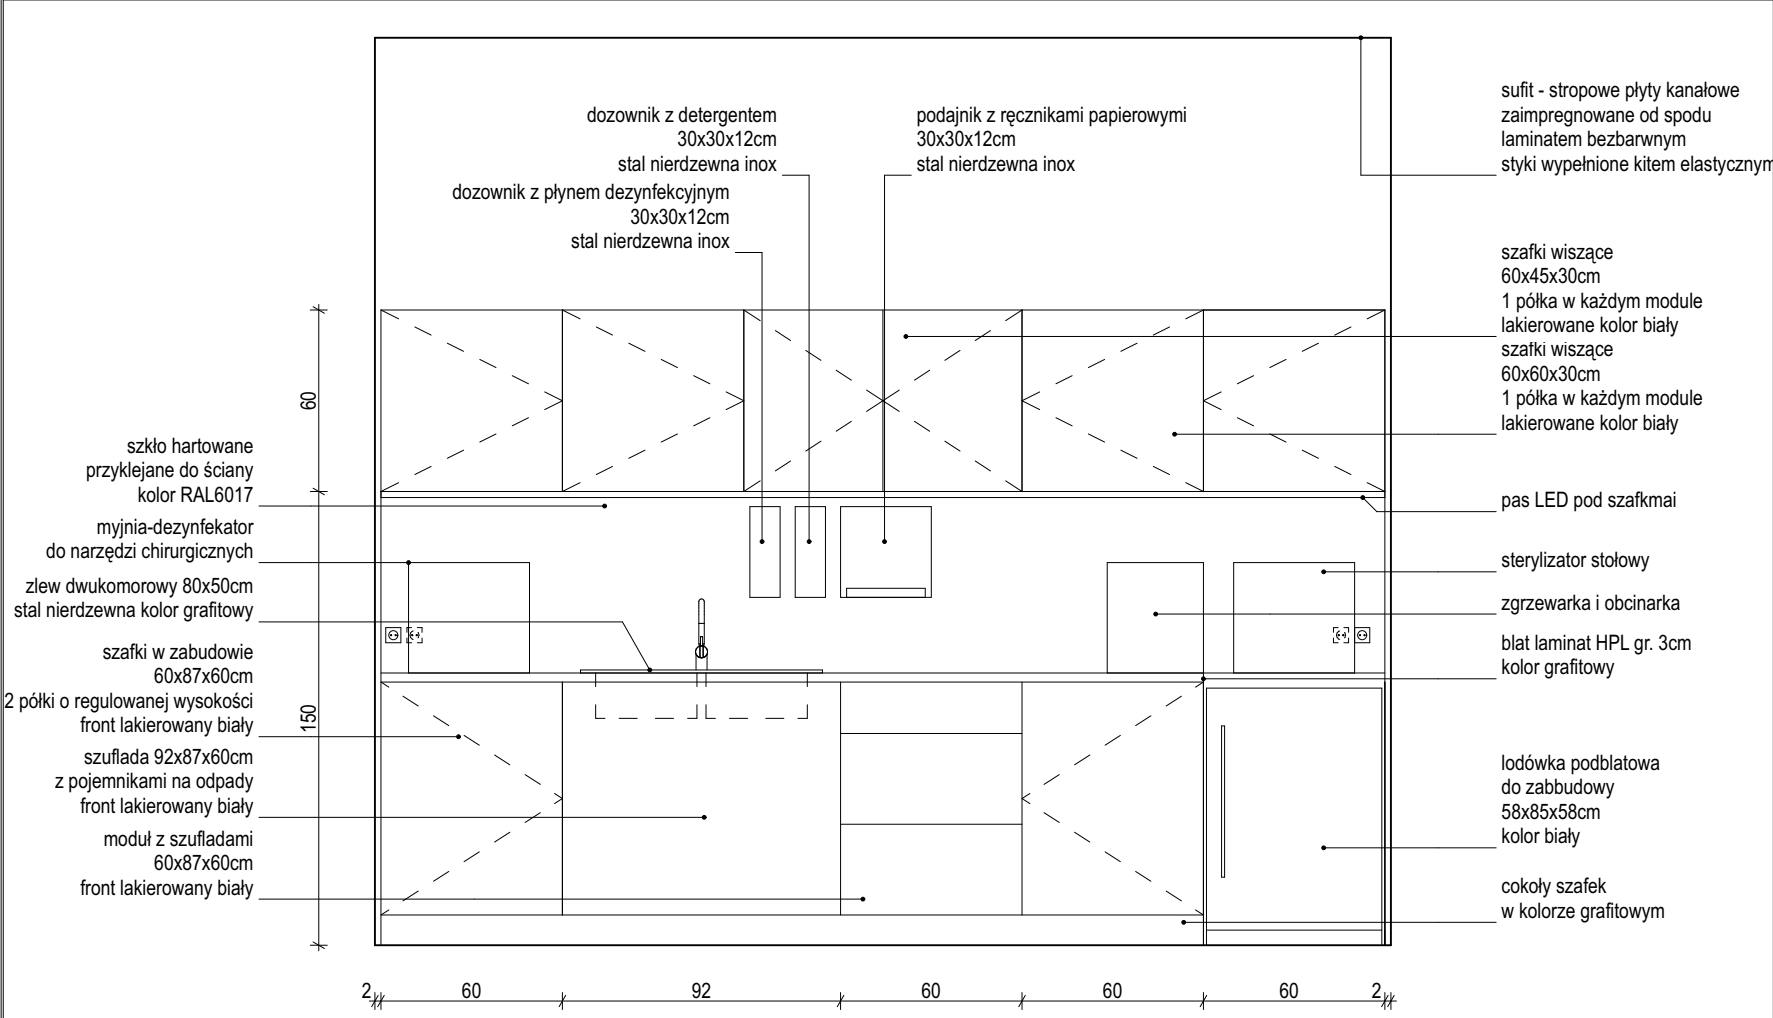 dozownik z detergentem
30x30x12cm
stal nierdzewna inox
dozownik z płynem dezynfekcyjnym
30x30x12cm
stal nierdzewna inox
podajnik z ręcznikami papierowymi
30x30x12cm
stal nierdzewna inox
sufit - stropowe płyty kanałowe
zaimpregnowane od spodu
laminatem bezbarwnym
styki wypełnione kitem elastycznym
szafki wiszące
60x45x30cm
1 półka w każdym module
lakierowane kolor biały
szafki wiszące
60x60x30cm
1 półka w każdym module
lakierowane kolor biały
pas LED pod szafkmai
sterylizator stołowy
zgrzewarka i obcinarka
blat laminat HPL gr. 3cm
kolor grafitowy
lodówka podblatowa
do zabbudowy
58x85x58cm
kolor biały
cokoły szafek
w kolorze grafitowym
szkło hartowane
przyklejane do ściany
kolor RAL6017
myjnia-dezynfekator
do narzędzi chirurgicznych
zlew dwukomorowy 80x50cm
stal nierdzewna kolor grafitowy
szafki w zabudowie
60x87x60cm
2 półki o regulowanej wysokości
front lakierowany biały
szuflada 92x87x60cm
z pojemnikami na odpady
front lakierowany biały
moduł z szufladami
60x87x60cm
front lakierowany biały
60
150
2 60 92 60 60 60 2